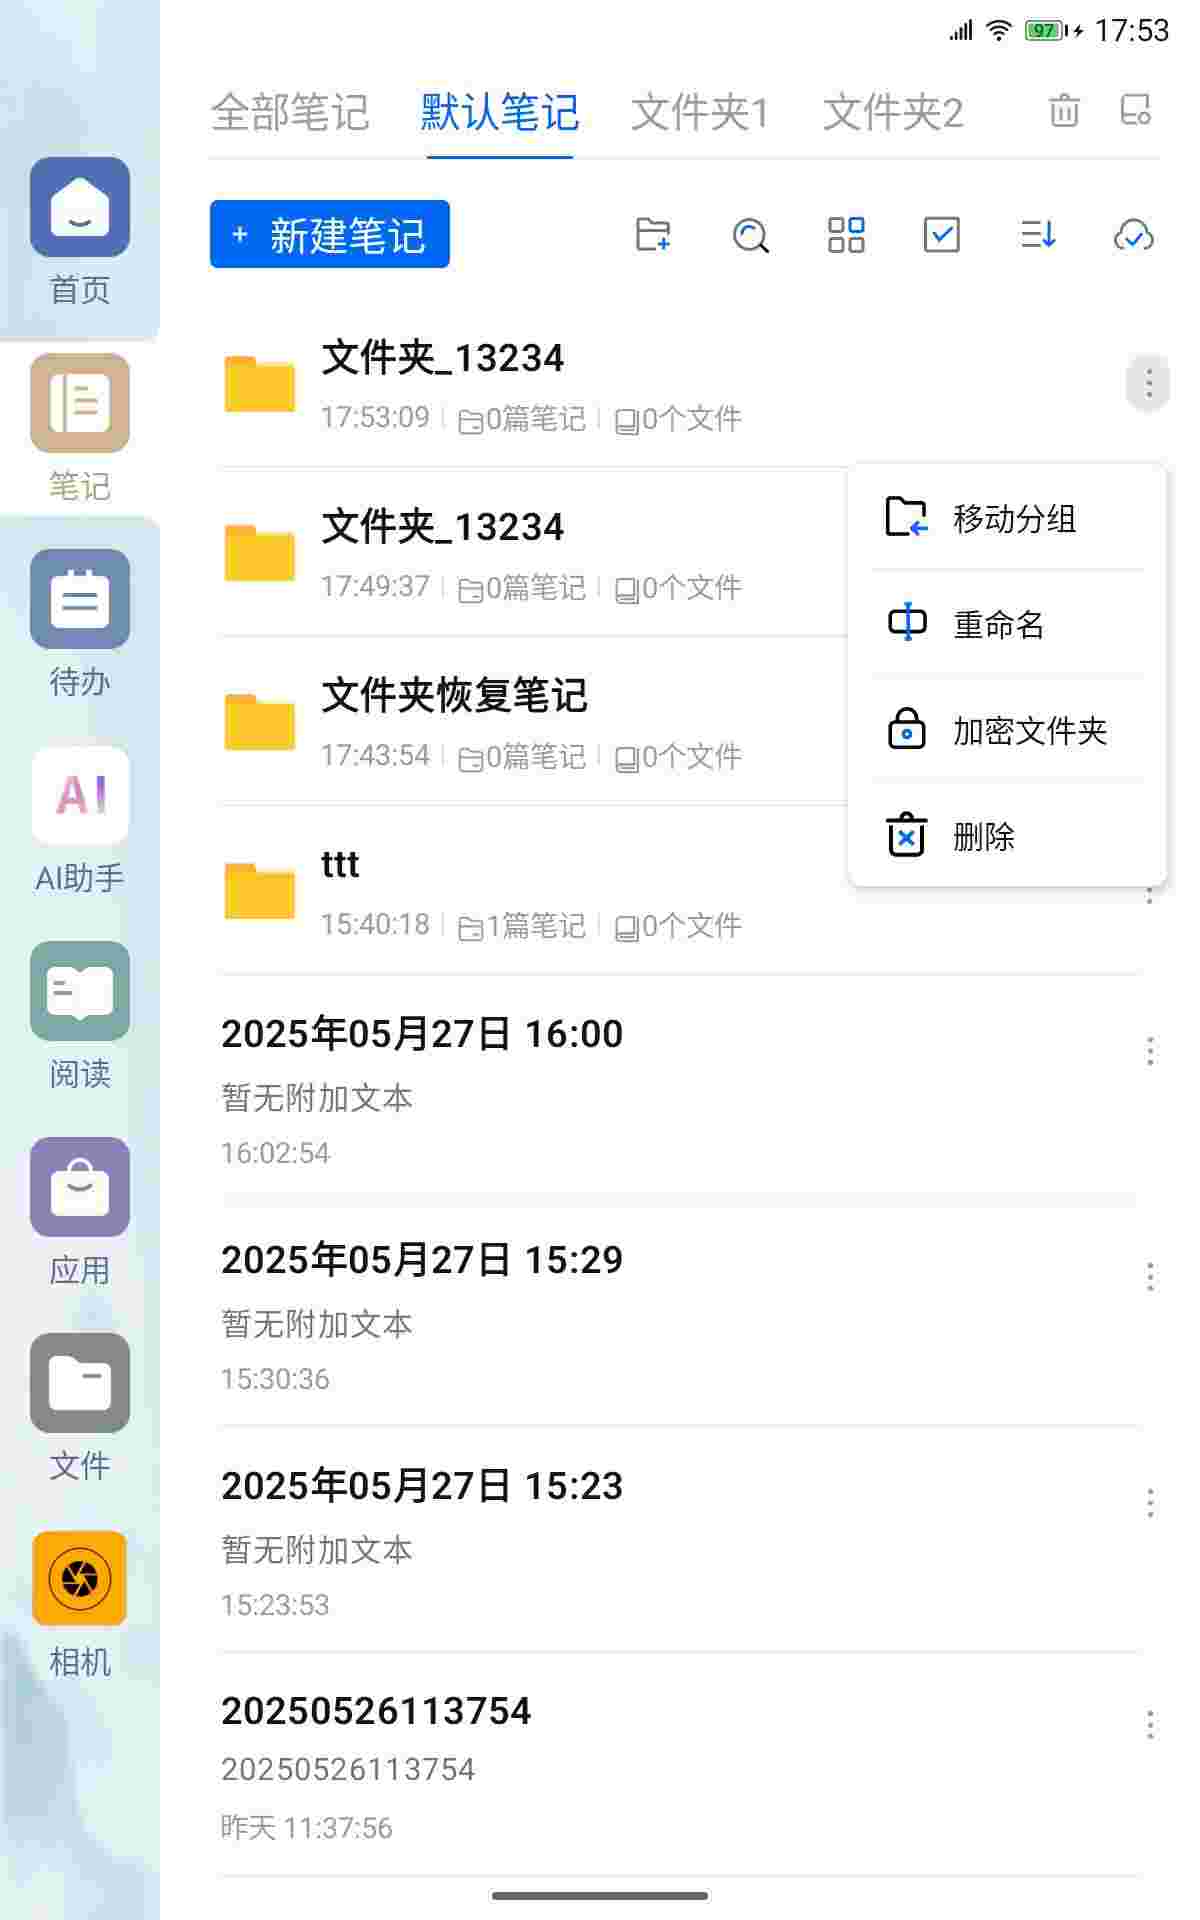 97 17:53
全部笔记 默认笔记 文件夹1 文件夹2
+ 新建笔记
首页
笔记
待办
AI
AI助手
阅读
应用
文件
相机
文件夹_13234
17:53:09 0篇笔记 0个文件
文件夹_13234
17:49:37 0篇笔记 0个文件
文件夹恢复笔记
17:43:54 0篇笔记 0个文件
ttt
15:40:18 1篇笔记 0个文件
移动分组
重命名
加密文件夹
删除
2025年05月27日 16:00
暂无附加文本
16:02:54
2025年05月27日 15:29
暂无附加文本
15:30:36
2025年05月27日 15:23
暂无附加文本
15:23:53
20250526113754
20250526113754
昨天 11:37:56